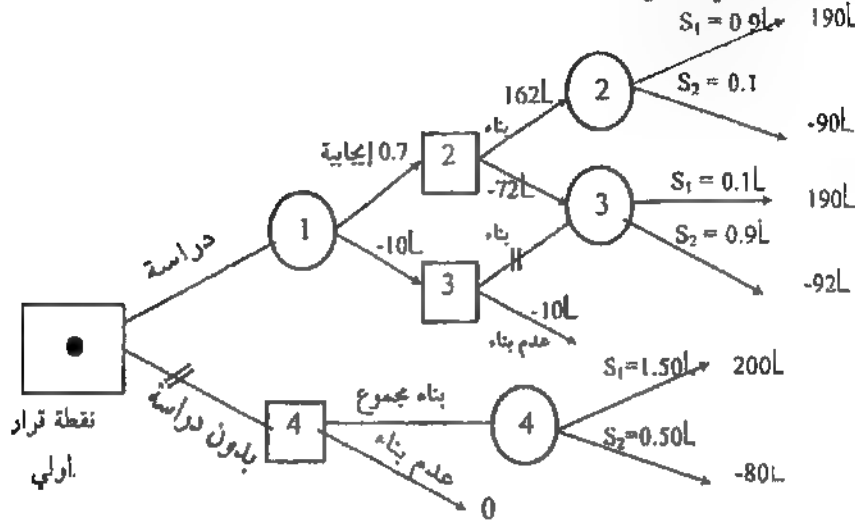 S₁ = 0.9L 190L
S₂ = 0.1
-90L
2
162L
بناء
إيجابية 0.7
2
-72L
3
S₁ = 0.1L 190L
S₂ = 0.9L
-92L
1
دراسة
-10L
بناء
3
-10L
عدم بناء
نقطة قرار
أولي.
بدون دراسة
4
بناء مجموع
عدم بناء
0
4
S₁=1.50L 200L
S₂=0.50L
-80L